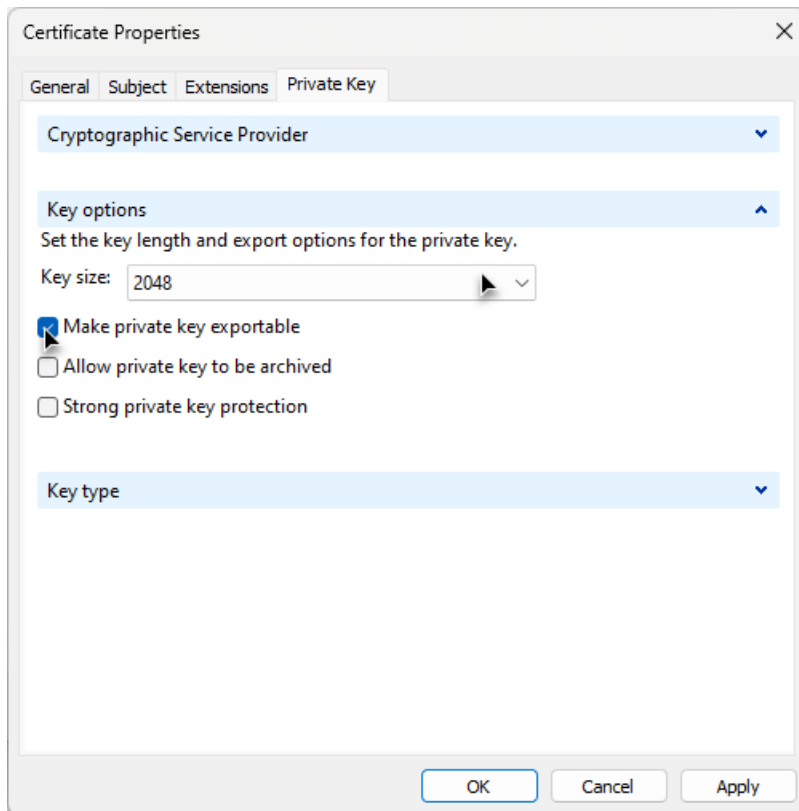 Certificate Properties
General Subject Extensions Private Key
Cryptographic Service Provider
Key options
Set the key length and export options for the private key.
Key size: 2048
Make private key exportable
Allow private key to be archived
Strong private key protection
Key type
OK Cancel Apply